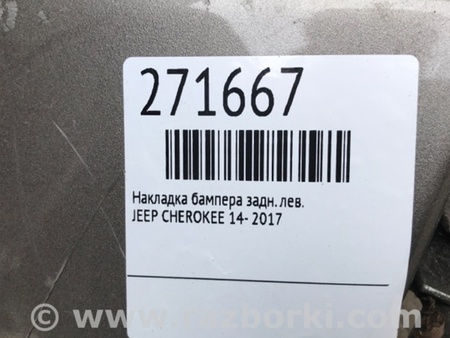 271667
Накладка бампера задн. лев.
JEEP CHEROKEE 14- 2017
© www.razborki.com